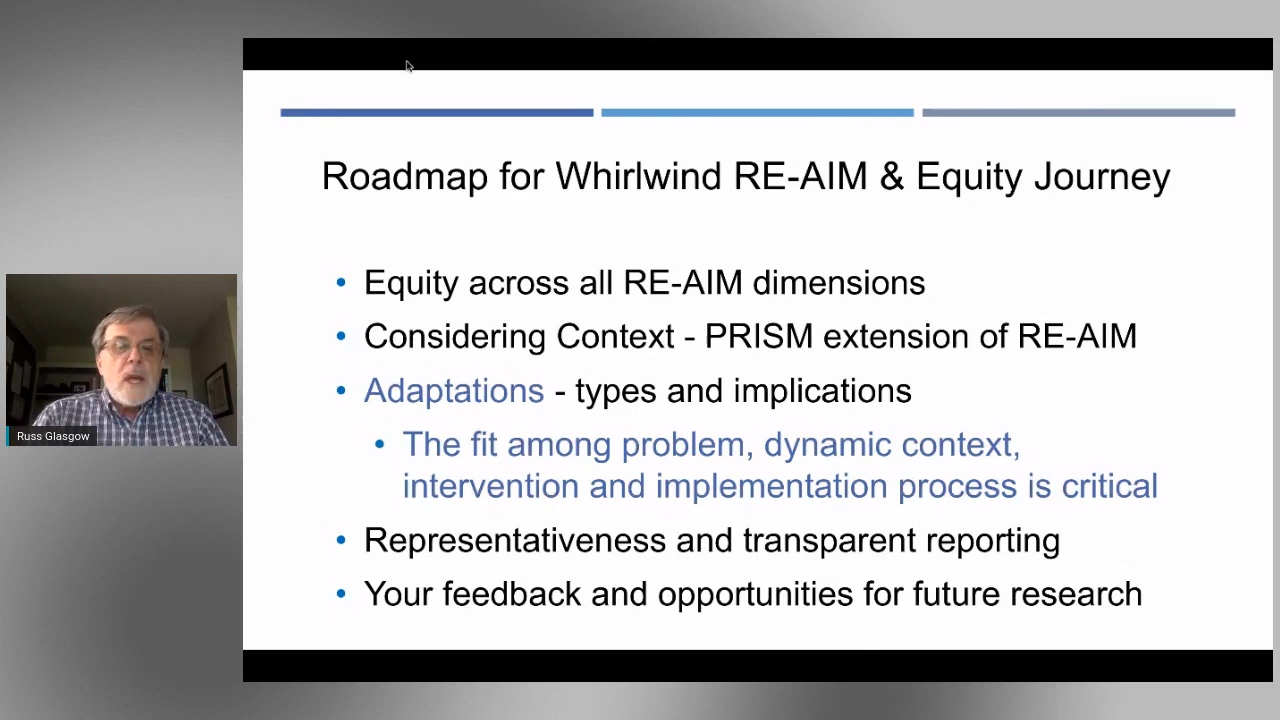 Roadmap for Whirlwind RE-AIM & Equity Journey
• Equity across all RE-AIM dimensions
• Considering Context - PRISM extension of RE-AIM
• Adaptations - types and implications
• The fit among problem, dynamic context,
intervention and implementation process is critical
• Representativeness and transparent reporting
• Your feedback and opportunities for future research
Russ Glasgow